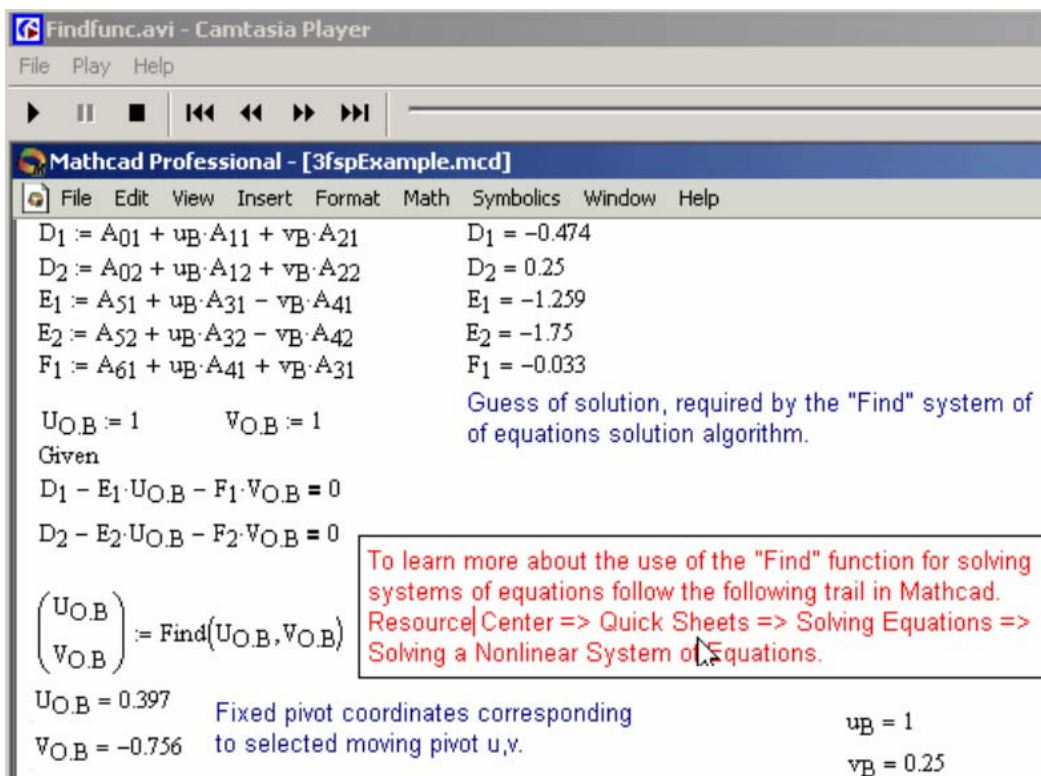 Findfunc.avi - Camtasia Player
File Play Help
Mathcad Professional - [3fspExample.mcd]
File Edit View Insert Format Math Symbolics Window Help
D1 := A01 + uB·A11 + vB·A21 D1 = −0.474
D2 := A02 + uB·A12 + vB·A22 D2 = 0.25
E1 := A51 + uB·A31 − vB·A41 E1 = −1.259
E2 := A52 + uB·A32 − vB·A42 E2 = −1.75
F1 := A61 + uB·A41 + vB·A31 F1 = −0.033
Guess of solution, required by the "Find" system of
of equations solution algorithm.
UO.B := 1 VO.B := 1
Given
D1 − E1·UO.B − F1·VO.B = 0
D2 − E2·UO.B − F2·VO.B = 0
To learn more about the use of the "Find" function for solving
systems of equations follow the following trail in Mathcad.
Resource Center => Quick Sheets => Solving Equations =>
Solving a Nonlinear System of Equations.
(UO.B
VO.B) := Find(UO.B, VO.B)
UO.B = 0.397
VO.B = −0.756
Fixed pivot coordinates corresponding
to selected moving pivot u,v.
uB = 1
vB = 0.25